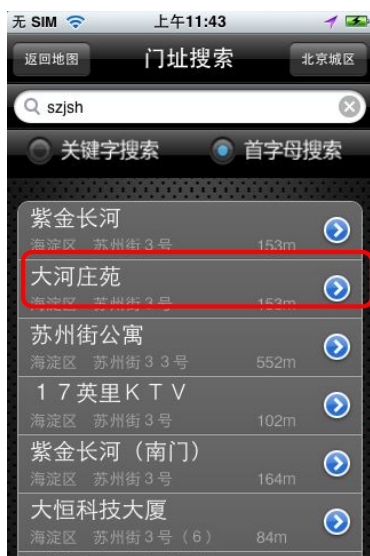 无 SIM 上午11:43
返回地图 门址搜索 北京城区
szjsh
关键字搜索 首字母搜索
紫金长河
海淀区 苏州街3号 153m
大河庄苑
海淀区 苏州街3号 153m
苏州街公寓
海淀区 苏州街33号 552m
17英里KTV
海淀区 苏州街3号 102m
紫金长河（南门）
海淀区 苏州街3号 164m
大恒科技大厦
海淀区 苏州街3号(6) 84m